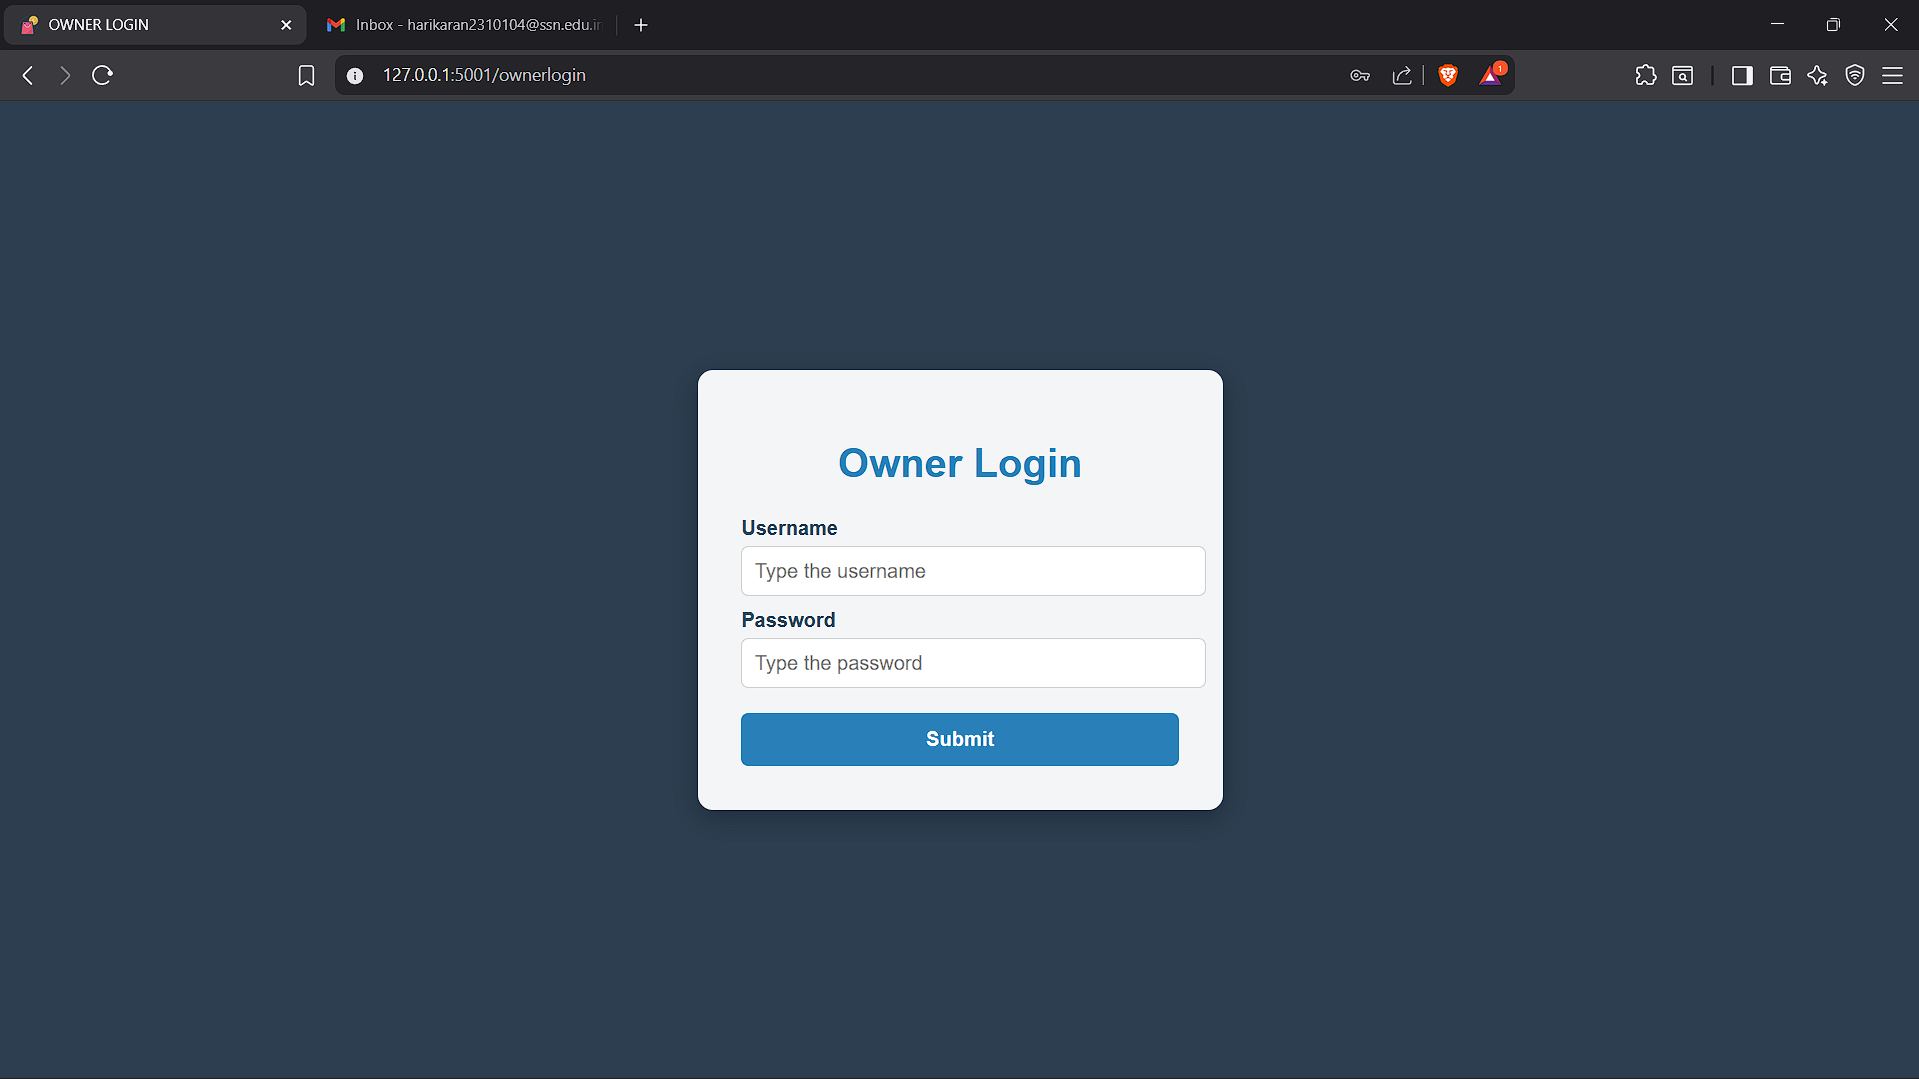 OWNER LOGIN
Inbox - harikaran2310104@ssn.edu.in
127.0.0.1:5001/ownerlogin
1
Owner Login
Username
Type the username
Password
Type the password
Submit